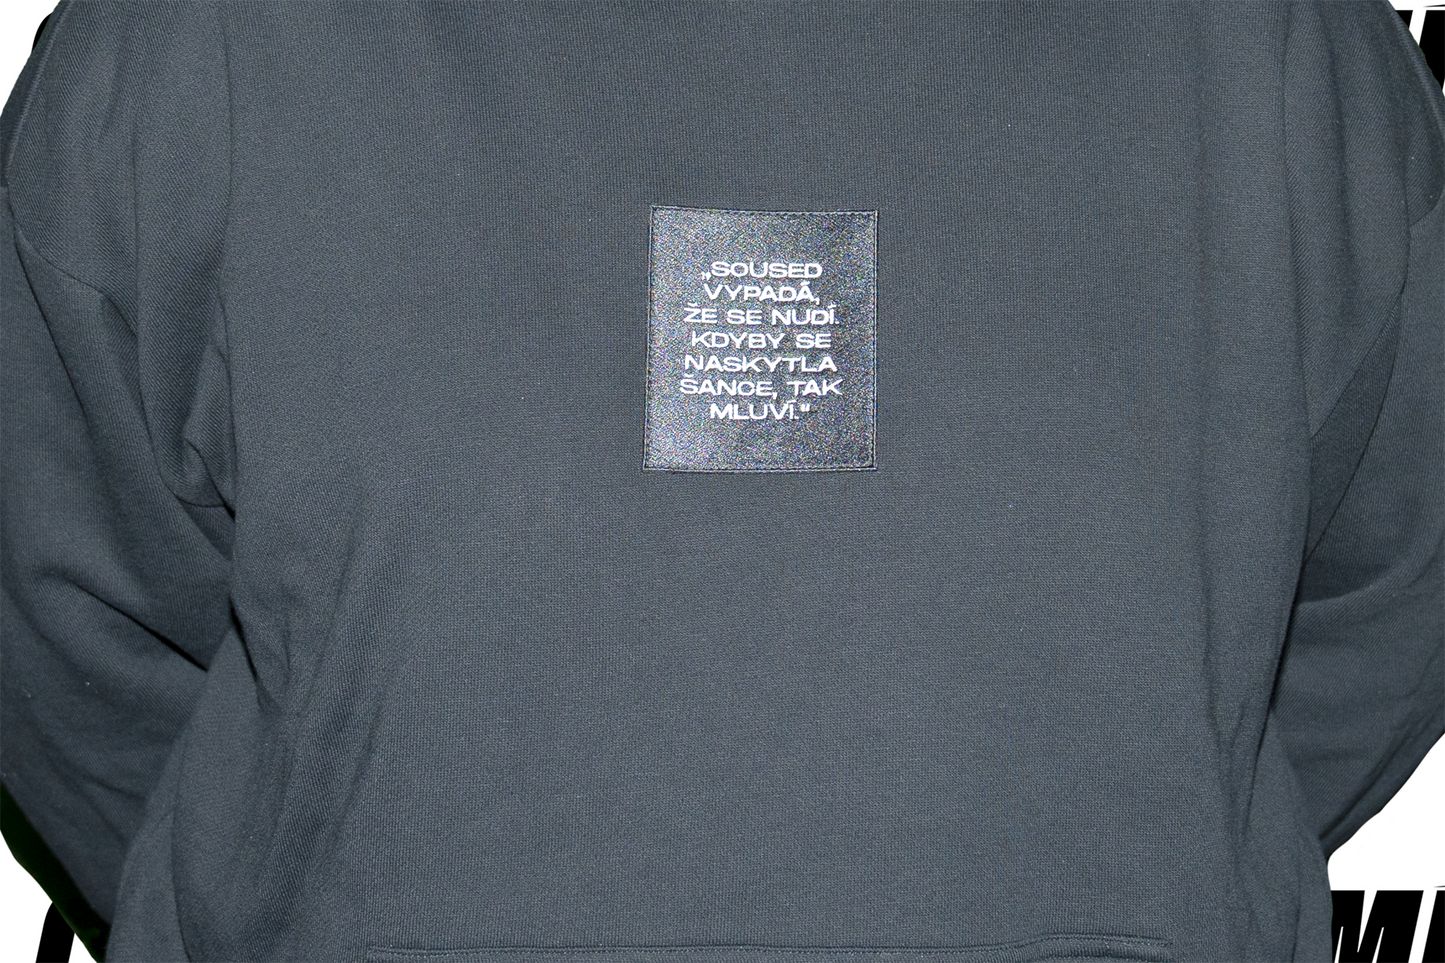 „SOUSED
VYPADÁ,
ŽE SE NUDÍ.
KDYBY SE
NASKYTLA
ŠANCE, TAK
MLUVÍ.“